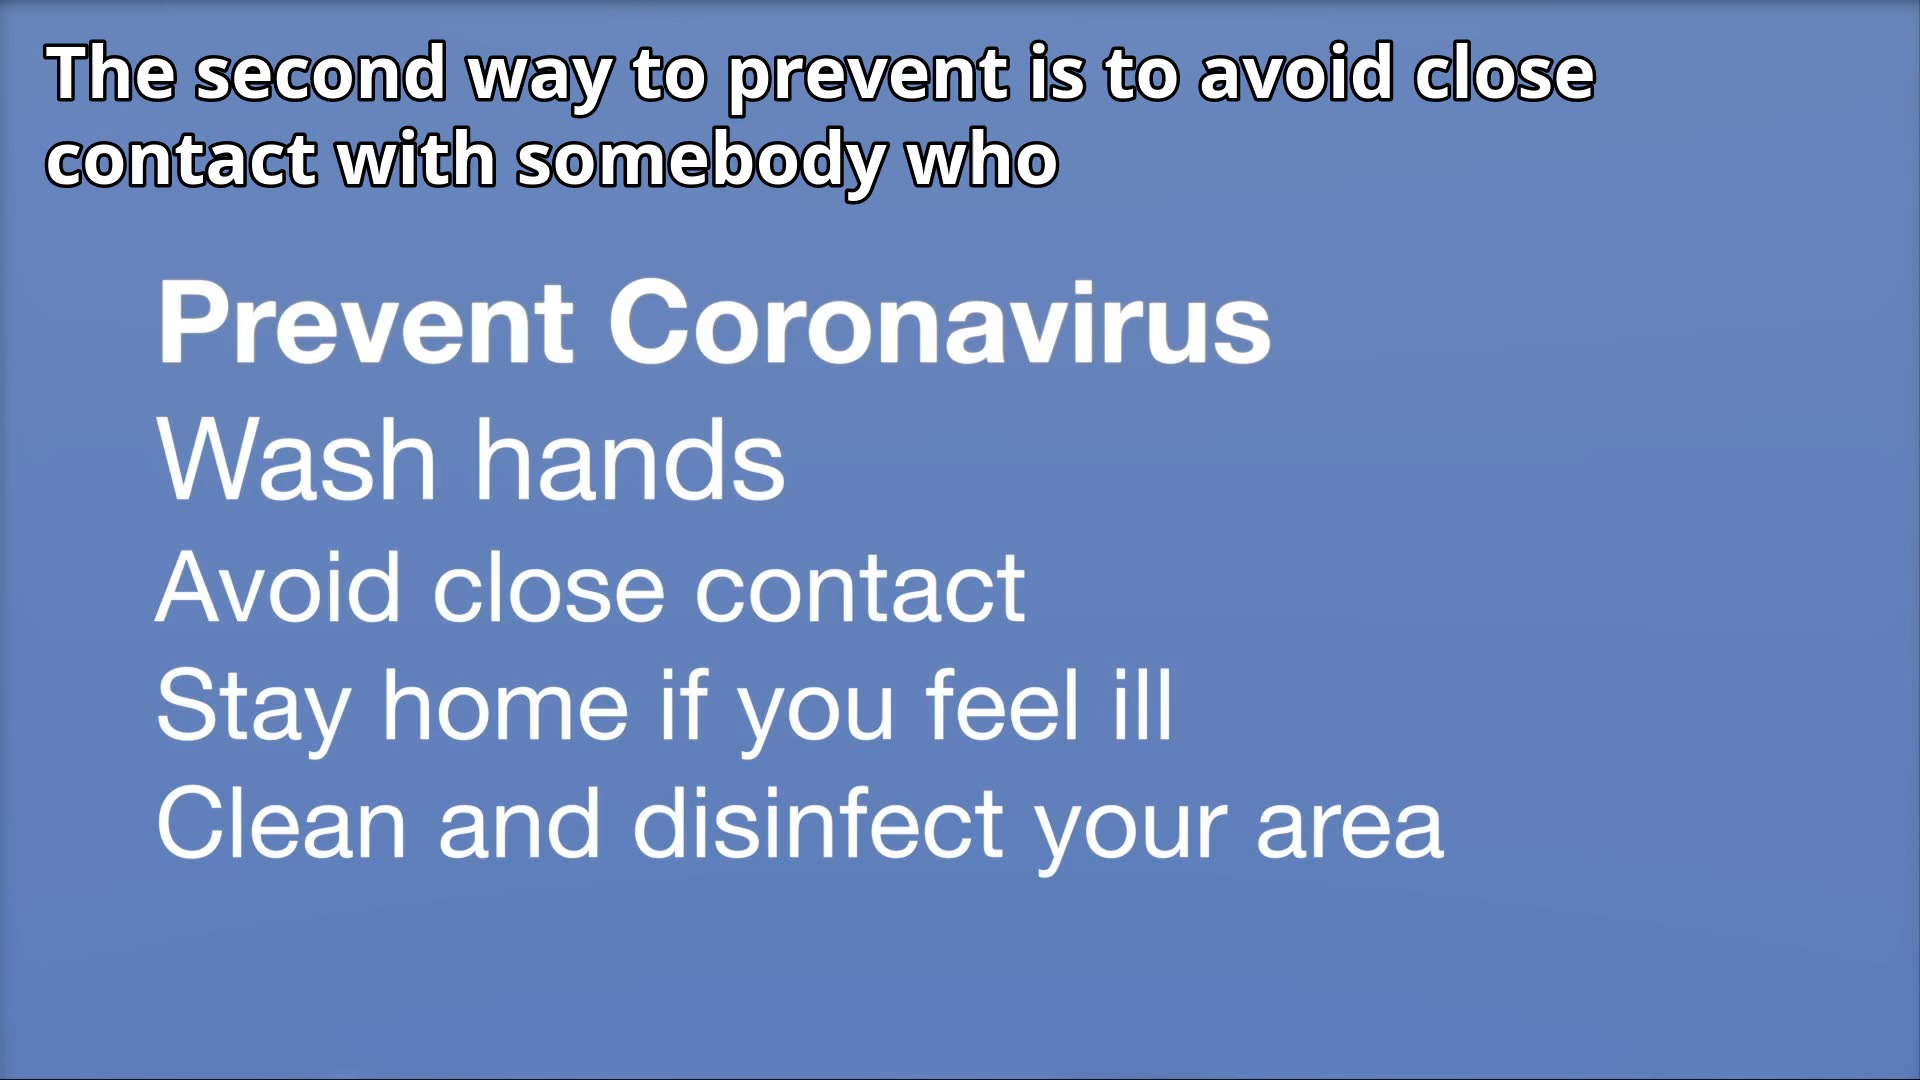 The second way to prevent is to avoid close
contact with somebody who
Prevent Coronavirus
Wash hands
Avoid close contact
Stay home if you feel ill
Clean and disinfect your area